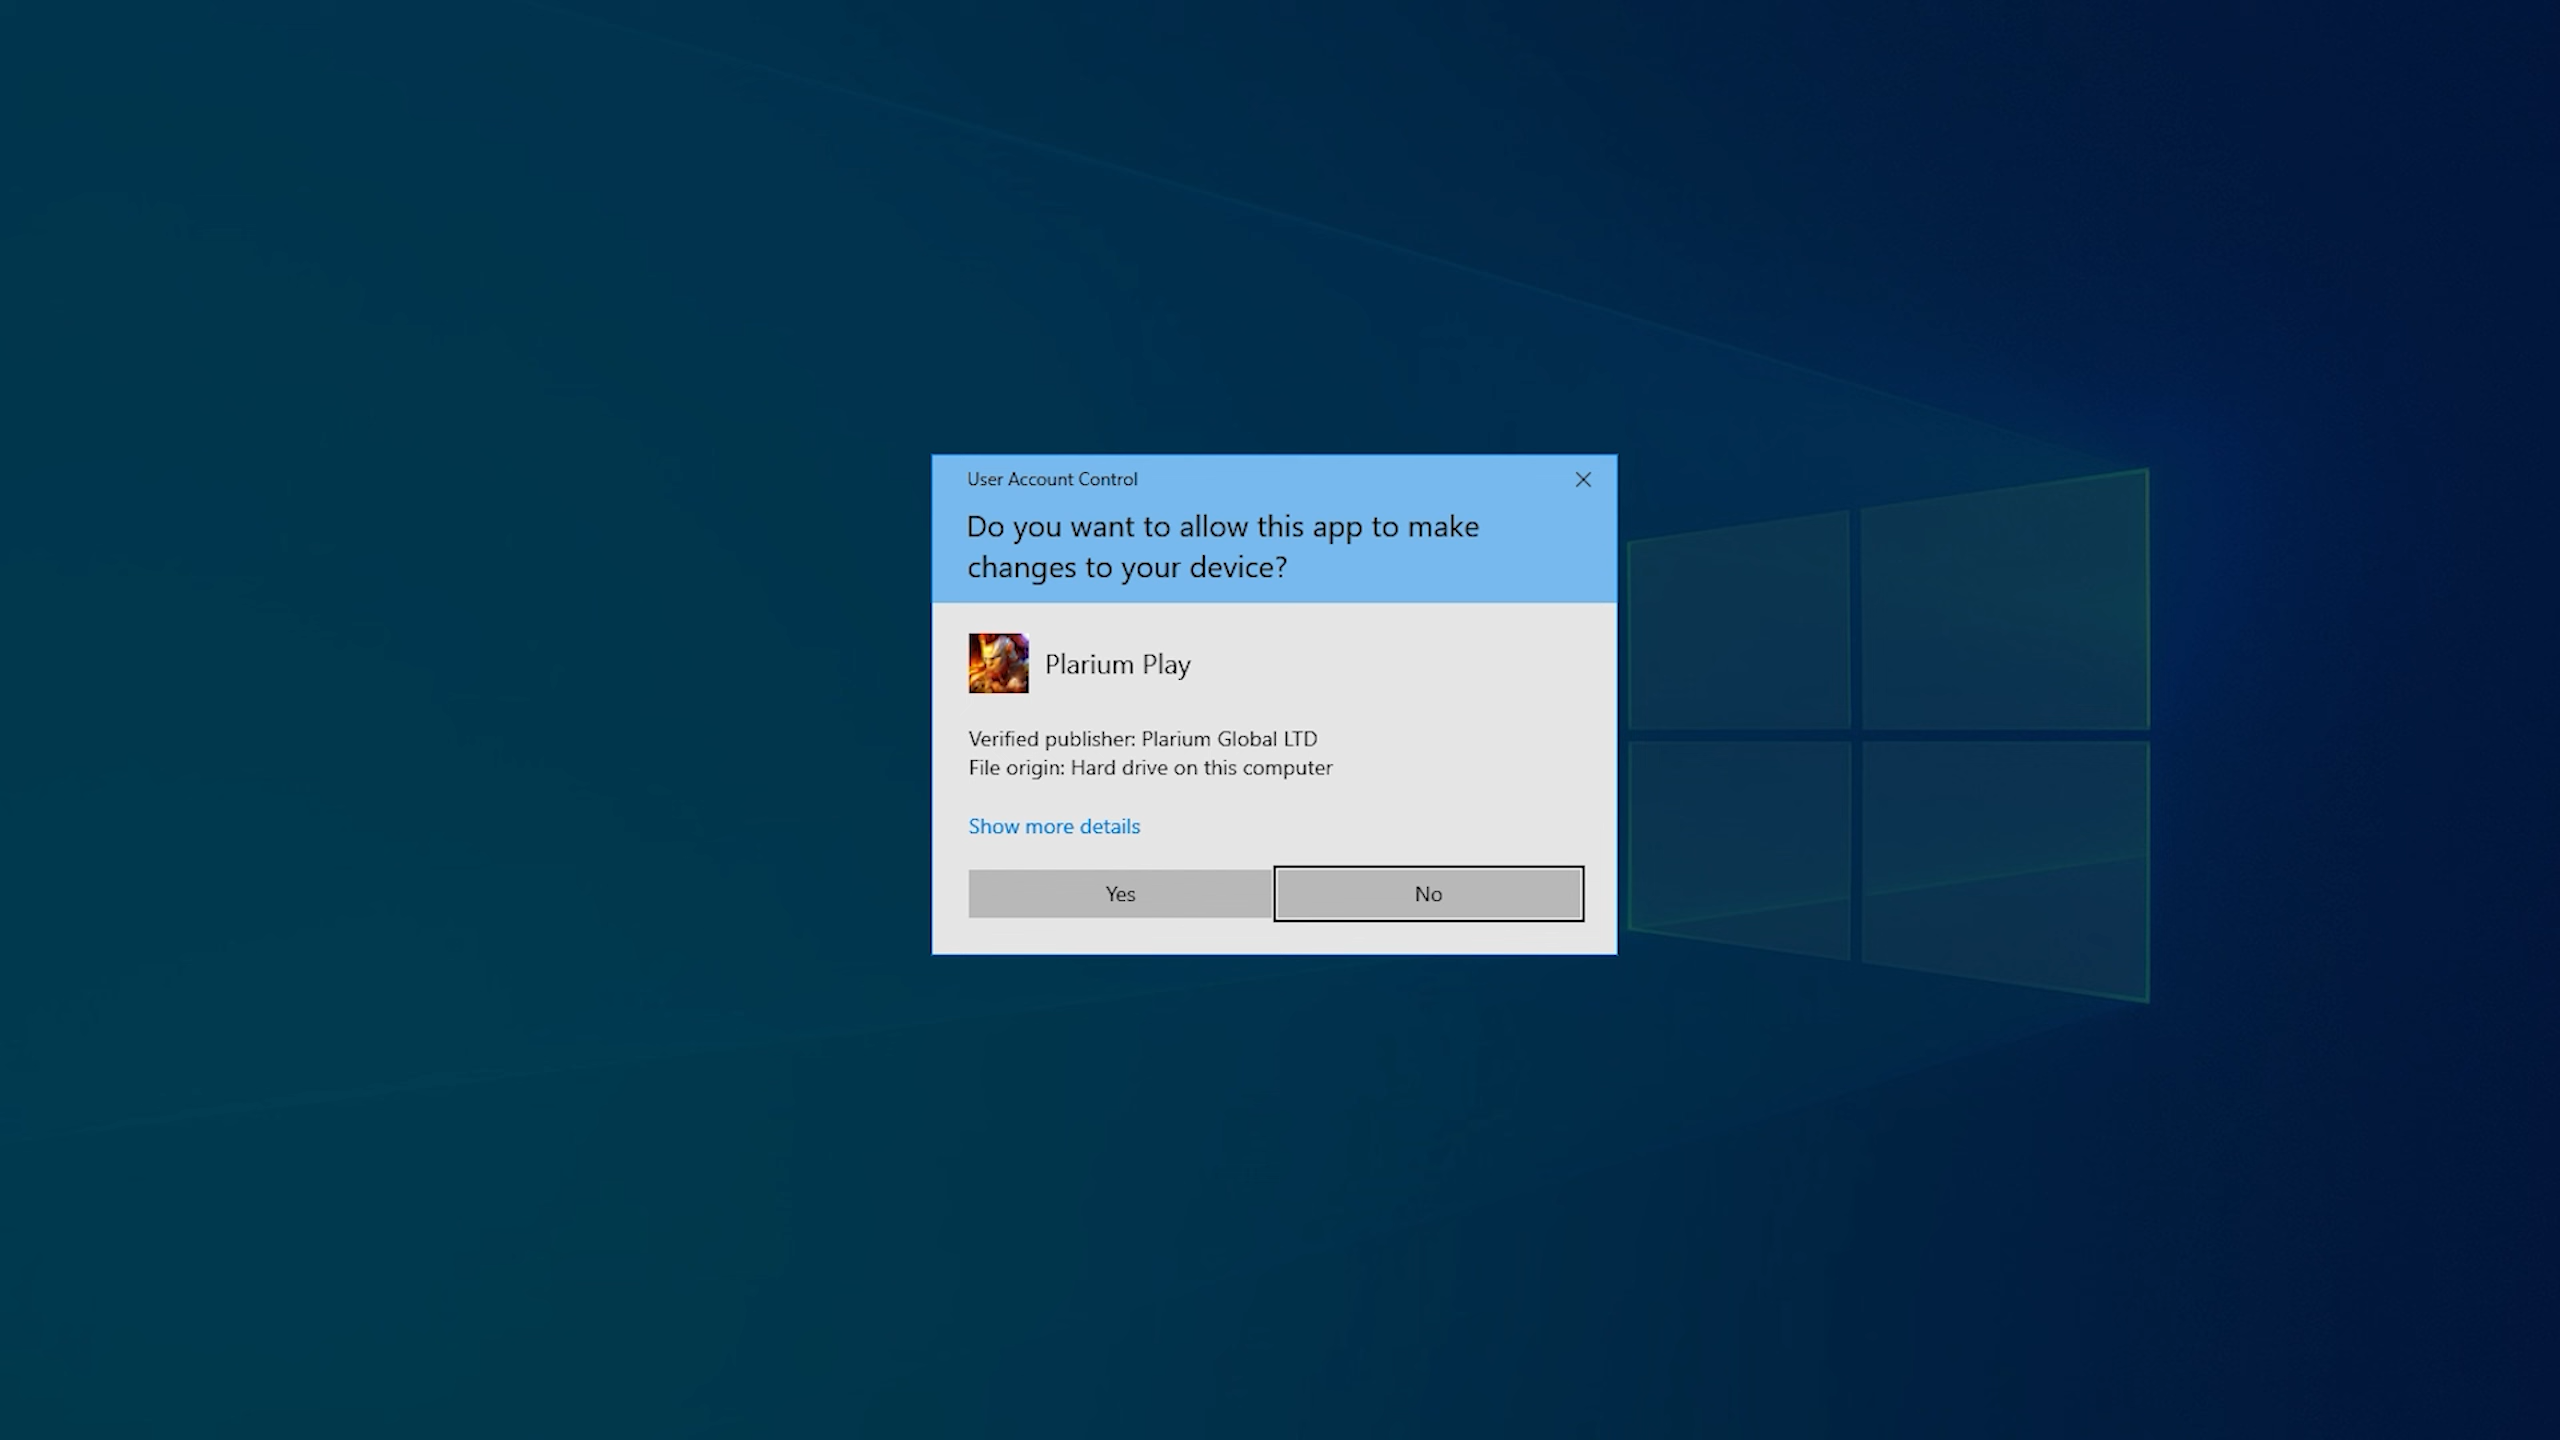 User Account Control
Do you want to allow this app to make
changes to your device?
Plarium Play
Verified publisher: Plarium Global LTD
File origin: Hard drive on this computer
Show more details
Yes
No